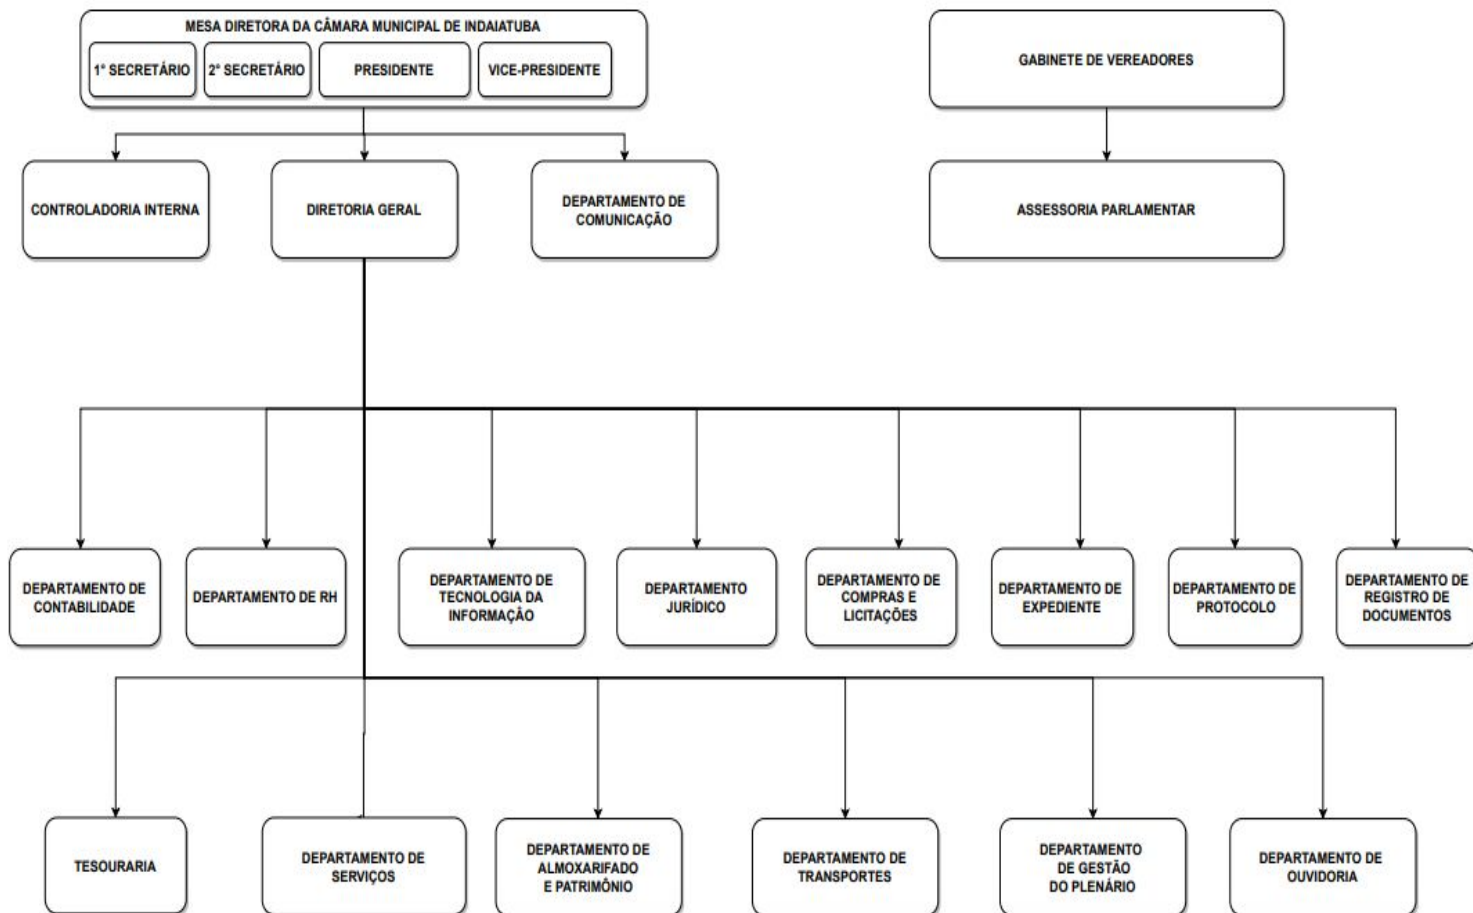 MESA DIRETORA DA CÂMARA MUNICIPAL DE INDAIATUBA
1° SECRETÁRIO
2° SECRETÁRIO
PRESIDENTE
VICE-PRESIDENTE
GABINETE DE VEREADORES
CONTROLADORIA INTERNA
DIRETORIA GERAL
DEPARTAMENTO DE
COMUNICAÇÃO
ASSESSORIA PARLAMENTAR
DEPARTAMENTO DE
CONTABILIDADE
DEPARTAMENTO DE RH
DEPARTAMENTO DE
TECNOLOGIA DA
INFORMAÇÃO
DEPARTAMENTO
JURÍDICO
DEPARTAMENTO DE
COMPRAS E
LICITAÇÕES
DEPARTAMENTO DE
EXPEDIENTE
DEPARTAMENTO DE
PROTOCOLO
DEPARTAMENTO DE
REGISTRO DE
DOCUMENTOS
TESOURARIA
DEPARTAMENTO DE
SERVIÇOS
DEPARTAMENTO DE
ALMOXARIFADO
E PATRIMÔNIO
DEPARTAMENTO DE
TRANSPORTES
DEPARTAMENTO
DE GESTÃO
DO PLENÁRIO
DEPARTAMENTO DE
OUVIDORIA